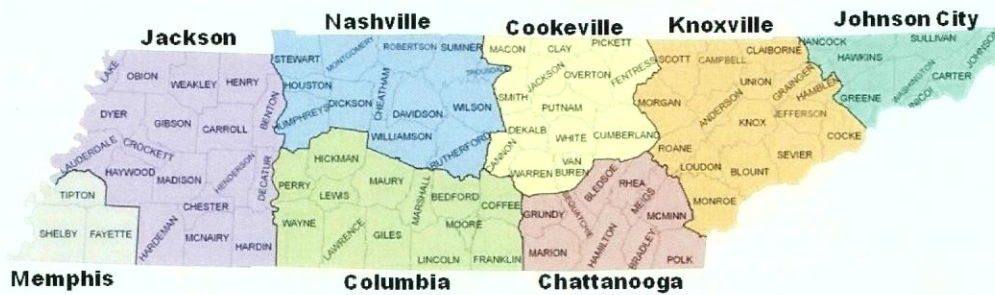 Jackson
Nashville
Cookeville
Knoxville
Johnson City
LAKE
OBION
WEAKLEY
HENRY
DYER
GIBSON
CARROLL
BENTON
LAUDERDALE
CROCKETT
HAYWOOD
MADISON
HENDERSON
DECATUR
CHESTER
HARDEMAN
MCNAIRY
HARDIN
TIPTON
SHELBY
FAYETTE
STEWART
MONTGOMERY
ROBERTSON
SUMNER
TROUSDALE
HOUSTON
HUMPHREYS
DICKSON
CHEATHAM
DAVIDSON
WILSON
WILLIAMSON
RUTHERFORD
HICKMAN
PERRY
LEWIS
MAURY
MARSHALL
BEDFORD
COFFEE
WAYNE
LAWRENCE
GILES
MOORE
LINCOLN
FRANKLIN
MACON
CLAY
PICKETT
JACKSON
OVERTON
FENTRESS
SMITH
PUTNAM
DEKALB
WHITE
CUMBERLAND
CANNON
WARREN
VAN
BUREN
GRUNDY
SEQUATCHIE
BLEDSOE
RHEA
MEIGS
MCMINN
MARION
HAMILTON
BRADLEY
POLK
SCOTT
CAMPBELL
CLAIBORNE
UNION
GRAINGER
HAMBLEN
MORGAN
ANDERSON
KNOX
JEFFERSON
COCKE
ROANE
LOUDON
BLOUNT
SEVIER
MONROE
HANCOCK
HAWKINS
SULLIVAN
JOHNSON
WASHINGTON
CARTER
GREENE
Memphis
Columbia
Chattanooga